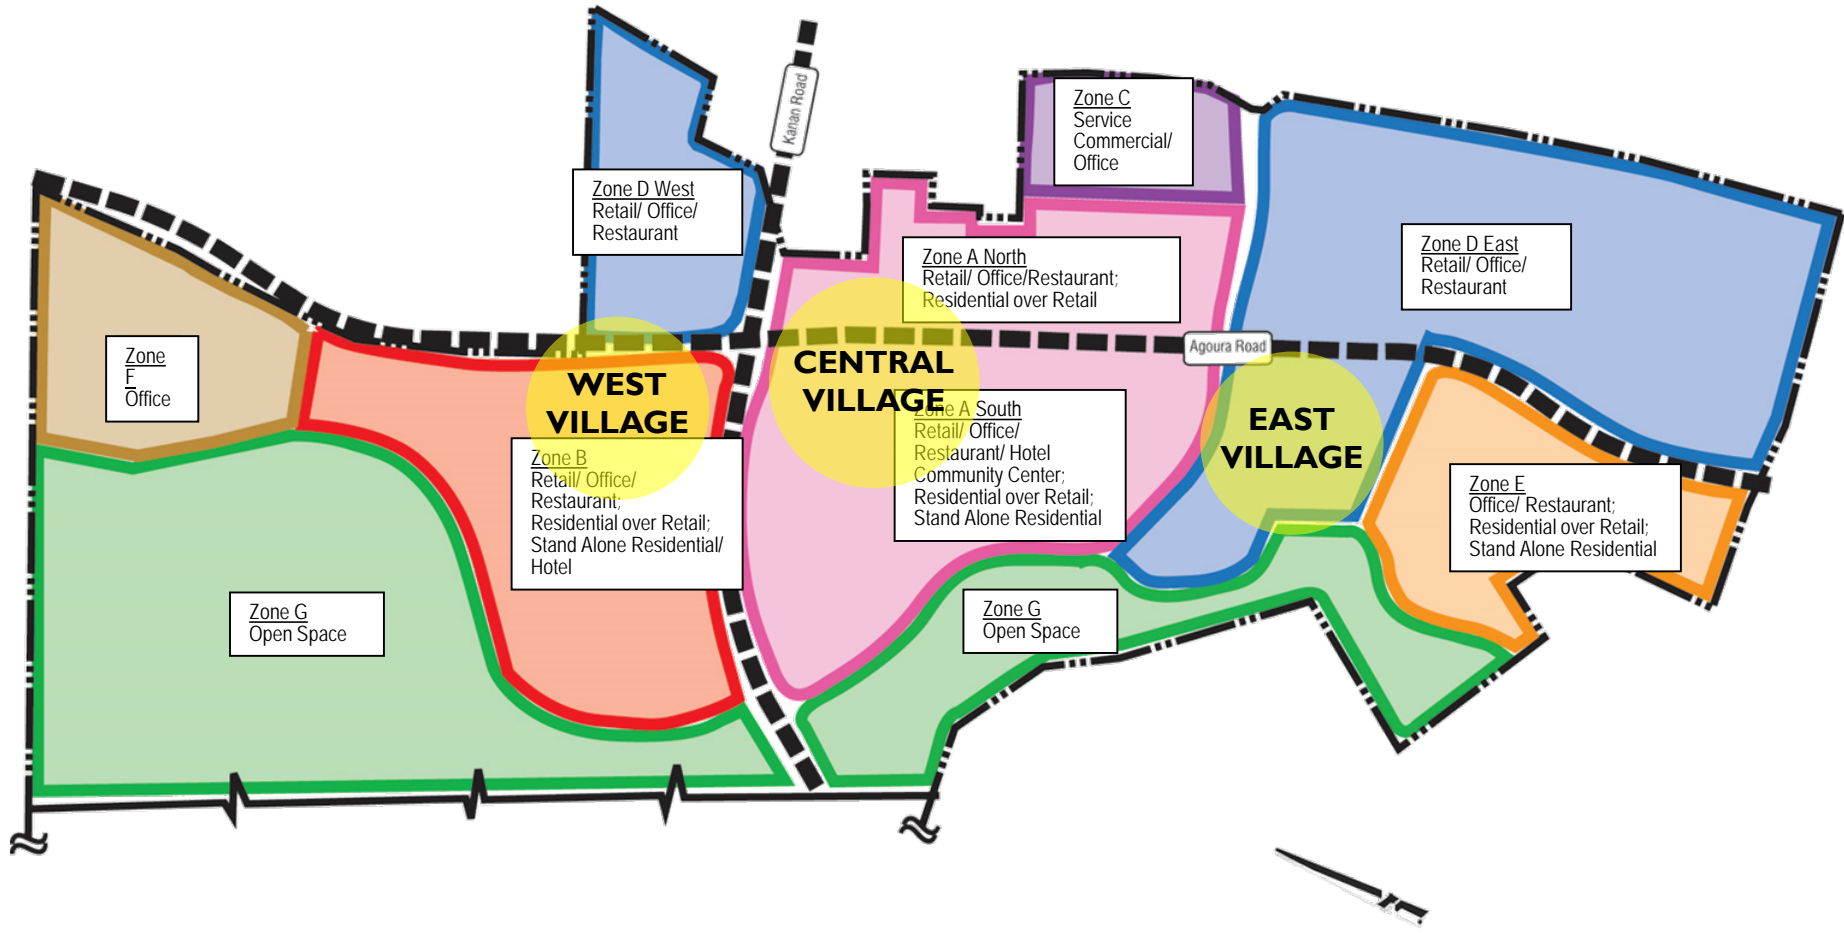 Kanan Road
Zone C
Service
Commercial/
Office
Zone D West
Retail/ Office/
Restaurant
Zone A North
Retail/ Office/Restaurant;
Residential over Retail
Zone D East
Retail/ Office/
Restaurant
Agoura Road
Zone
F
Office
WEST
VILLAGE
CENTRAL
VILLAGE
EAST
VILLAGE
Zone A South
Retail/ Office/
Restaurant/ Hotel
Community Center;
Residential over Retail;
Stand Alone Residential
Zone B
Retail/ Office/
Restaurant;
Residential over Retail;
Stand Alone Residential/
Hotel
Zone E
Office/ Restaurant;
Residential over Retail;
Stand Alone Residential
Zone G
Open Space
Zone G
Open Space